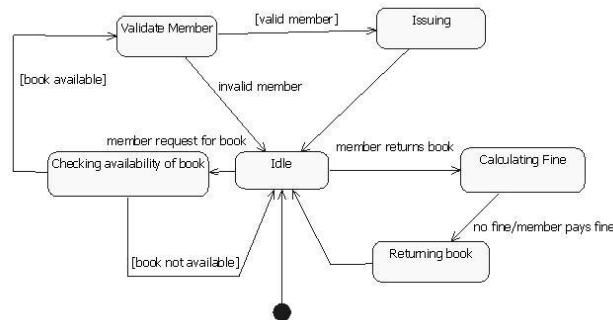 [valid member]
Validate Member
Issuing
[book available]
invalid member
member request for book
member returns book
Checking availability of book
Idle
Calculating Fine
no fine/member pays fine
[book not available]
Returning book